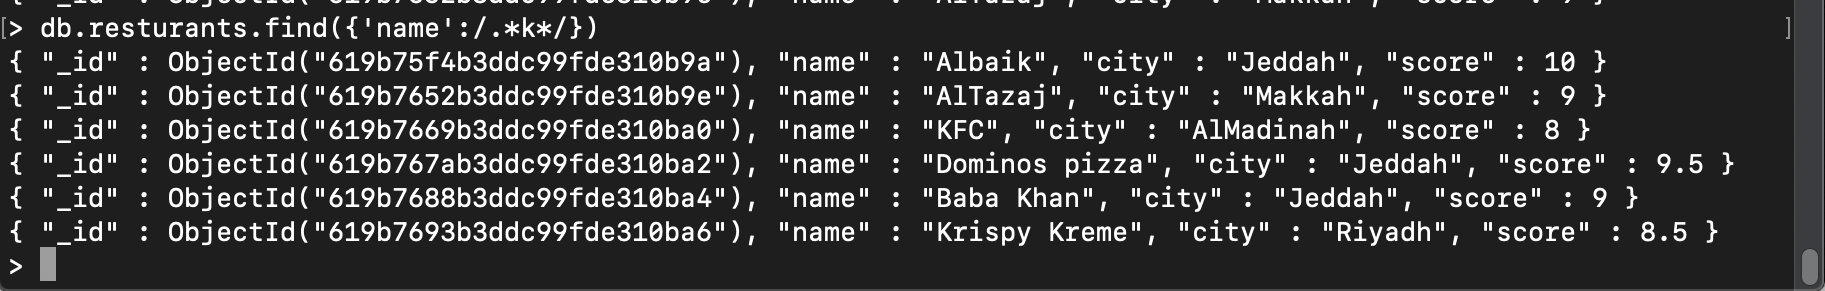 [> db.resturants.find({'name':/.*k*/}) ]
{ "_id" : ObjectId("619b75f4b3ddc99fde310b9a"), "name" : "Albaik", "city" : "Jeddah", "score" : 10 }
{ "_id" : ObjectId("619b7652b3ddc99fde310b9e"), "name" : "AlTazaj", "city" : "Makkah", "score" : 9 }
{ "_id" : ObjectId("619b7669b3ddc99fde310ba0"), "name" : "KFC", "city" : "AlMadinah", "score" : 8 }
{ "_id" : ObjectId("619b767ab3ddc99fde310ba2"), "name" : "Dominos pizza", "city" : "Jeddah", "score" : 9.5 }
{ "_id" : ObjectId("619b7688b3ddc99fde310ba4"), "name" : "Baba Khan", "city" : "Jeddah", "score" : 9 }
{ "_id" : ObjectId("619b7693b3ddc99fde310ba6"), "name" : "Krispy Kreme", "city" : "Riyadh", "score" : 8.5 }
>